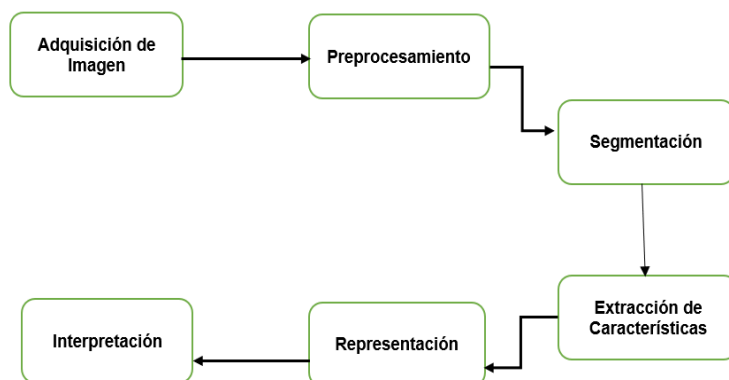 Adquisición de
Imagen
Preprocesamiento
Segmentación
Extracción de
Características
Representación
Interpretación